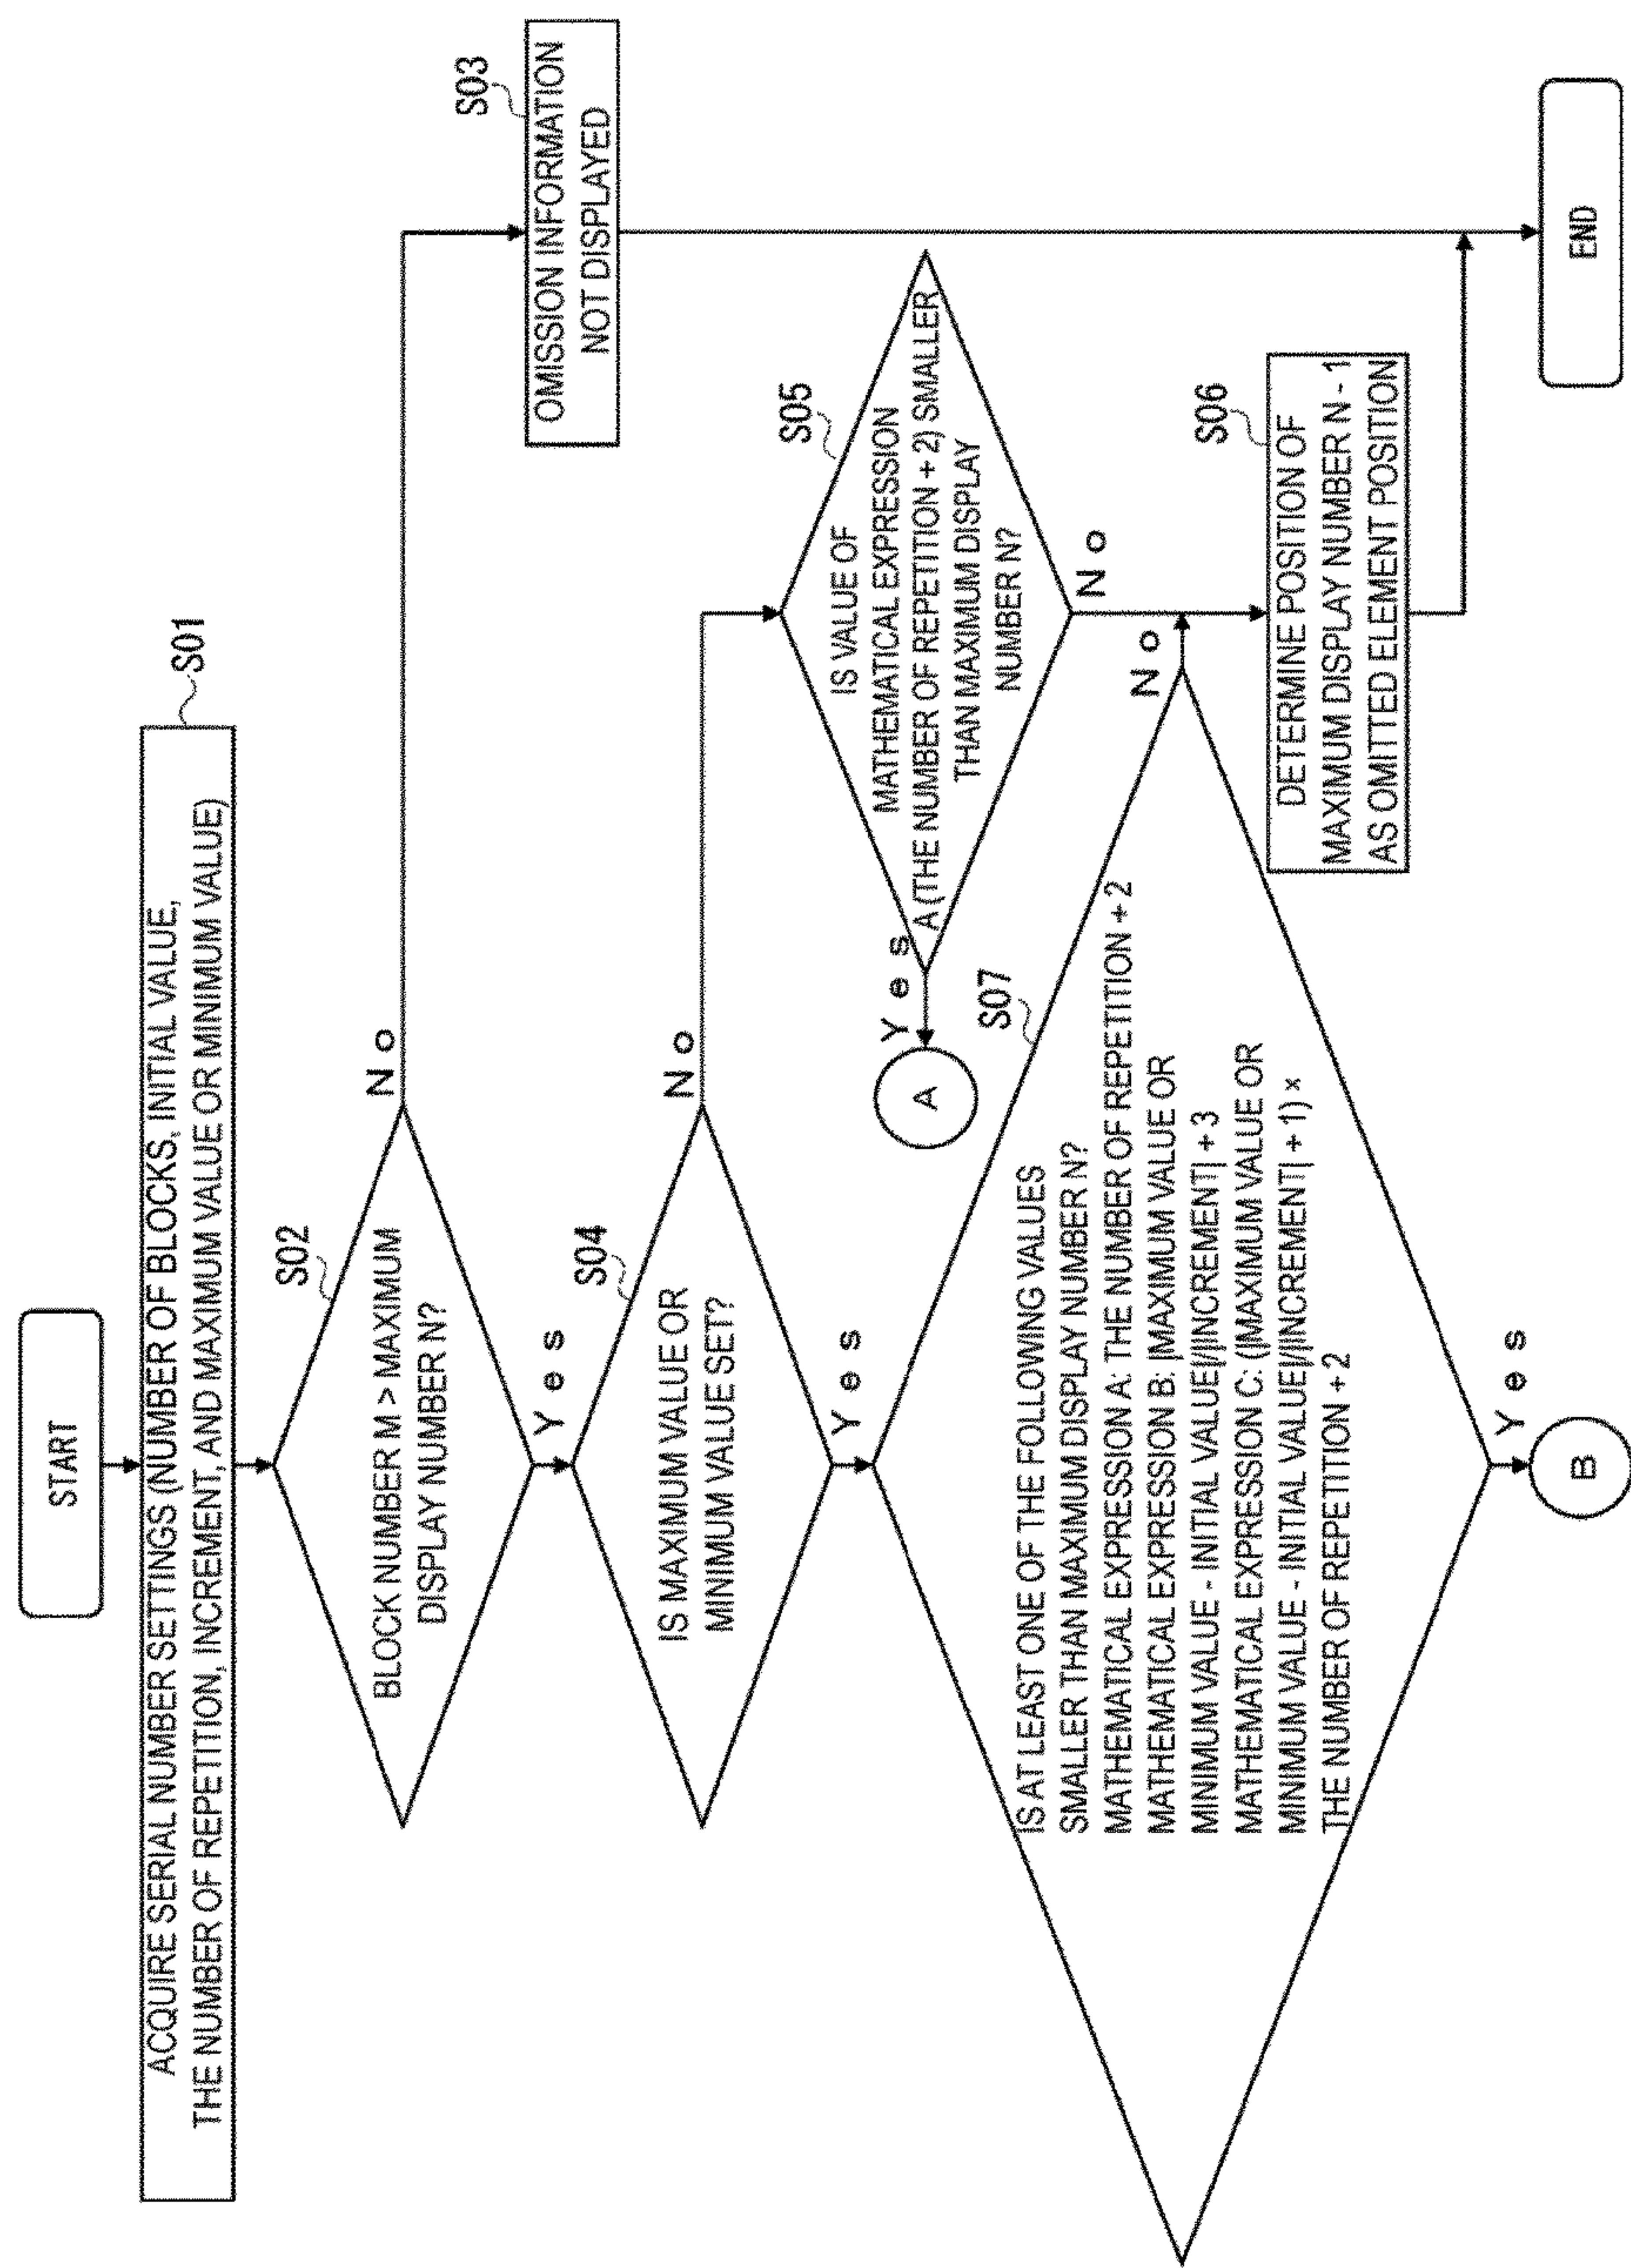 START
ACQUIRE SERIAL NUMBER SETTINGS (NUMBER OF BLOCKS, INITIAL VALUE,
THE NUMBER OF REPETITION, INCREMENT, AND MAXIMUM VALUE OR MINIMUM VALUE)
S01
S02
BLOCK NUMBER M > MAXIMUM
DISPLAY NUMBER N?
No
Yes
S03
OMISSION INFORMATION
NOT DISPLAYED
S04
IS MAXIMUM VALUE OR
MINIMUM VALUE SET?
No
Yes
S05
IS VALUE OF
MATHEMATICAL EXPRESSION
A (THE NUMBER OF REPETITION + 2) SMALLER
THAN MAXIMUM DISPLAY
NUMBER N?
Yes
A
No
S06
DETERMINE POSITION OF
MAXIMUM DISPLAY NUMBER N - 1
AS OMITTED ELEMENT POSITION
S07
IS AT LEAST ONE OF THE FOLLOWING VALUES
SMALLER THAN MAXIMUM DISPLAY NUMBER N?
MATHEMATICAL EXPRESSION A: THE NUMBER OF REPETITION + 2
MATHEMATICAL EXPRESSION B: |MAXIMUM VALUE OR
MINIMUM VALUE - INITIAL VALUE|/|INCREMENT| + 3
MATHEMATICAL EXPRESSION C: (|MAXIMUM VALUE OR
MINIMUM VALUE - INITIAL VALUE|/|INCREMENT| + 1) ×
THE NUMBER OF REPETITION +2
No
Yes
B
END